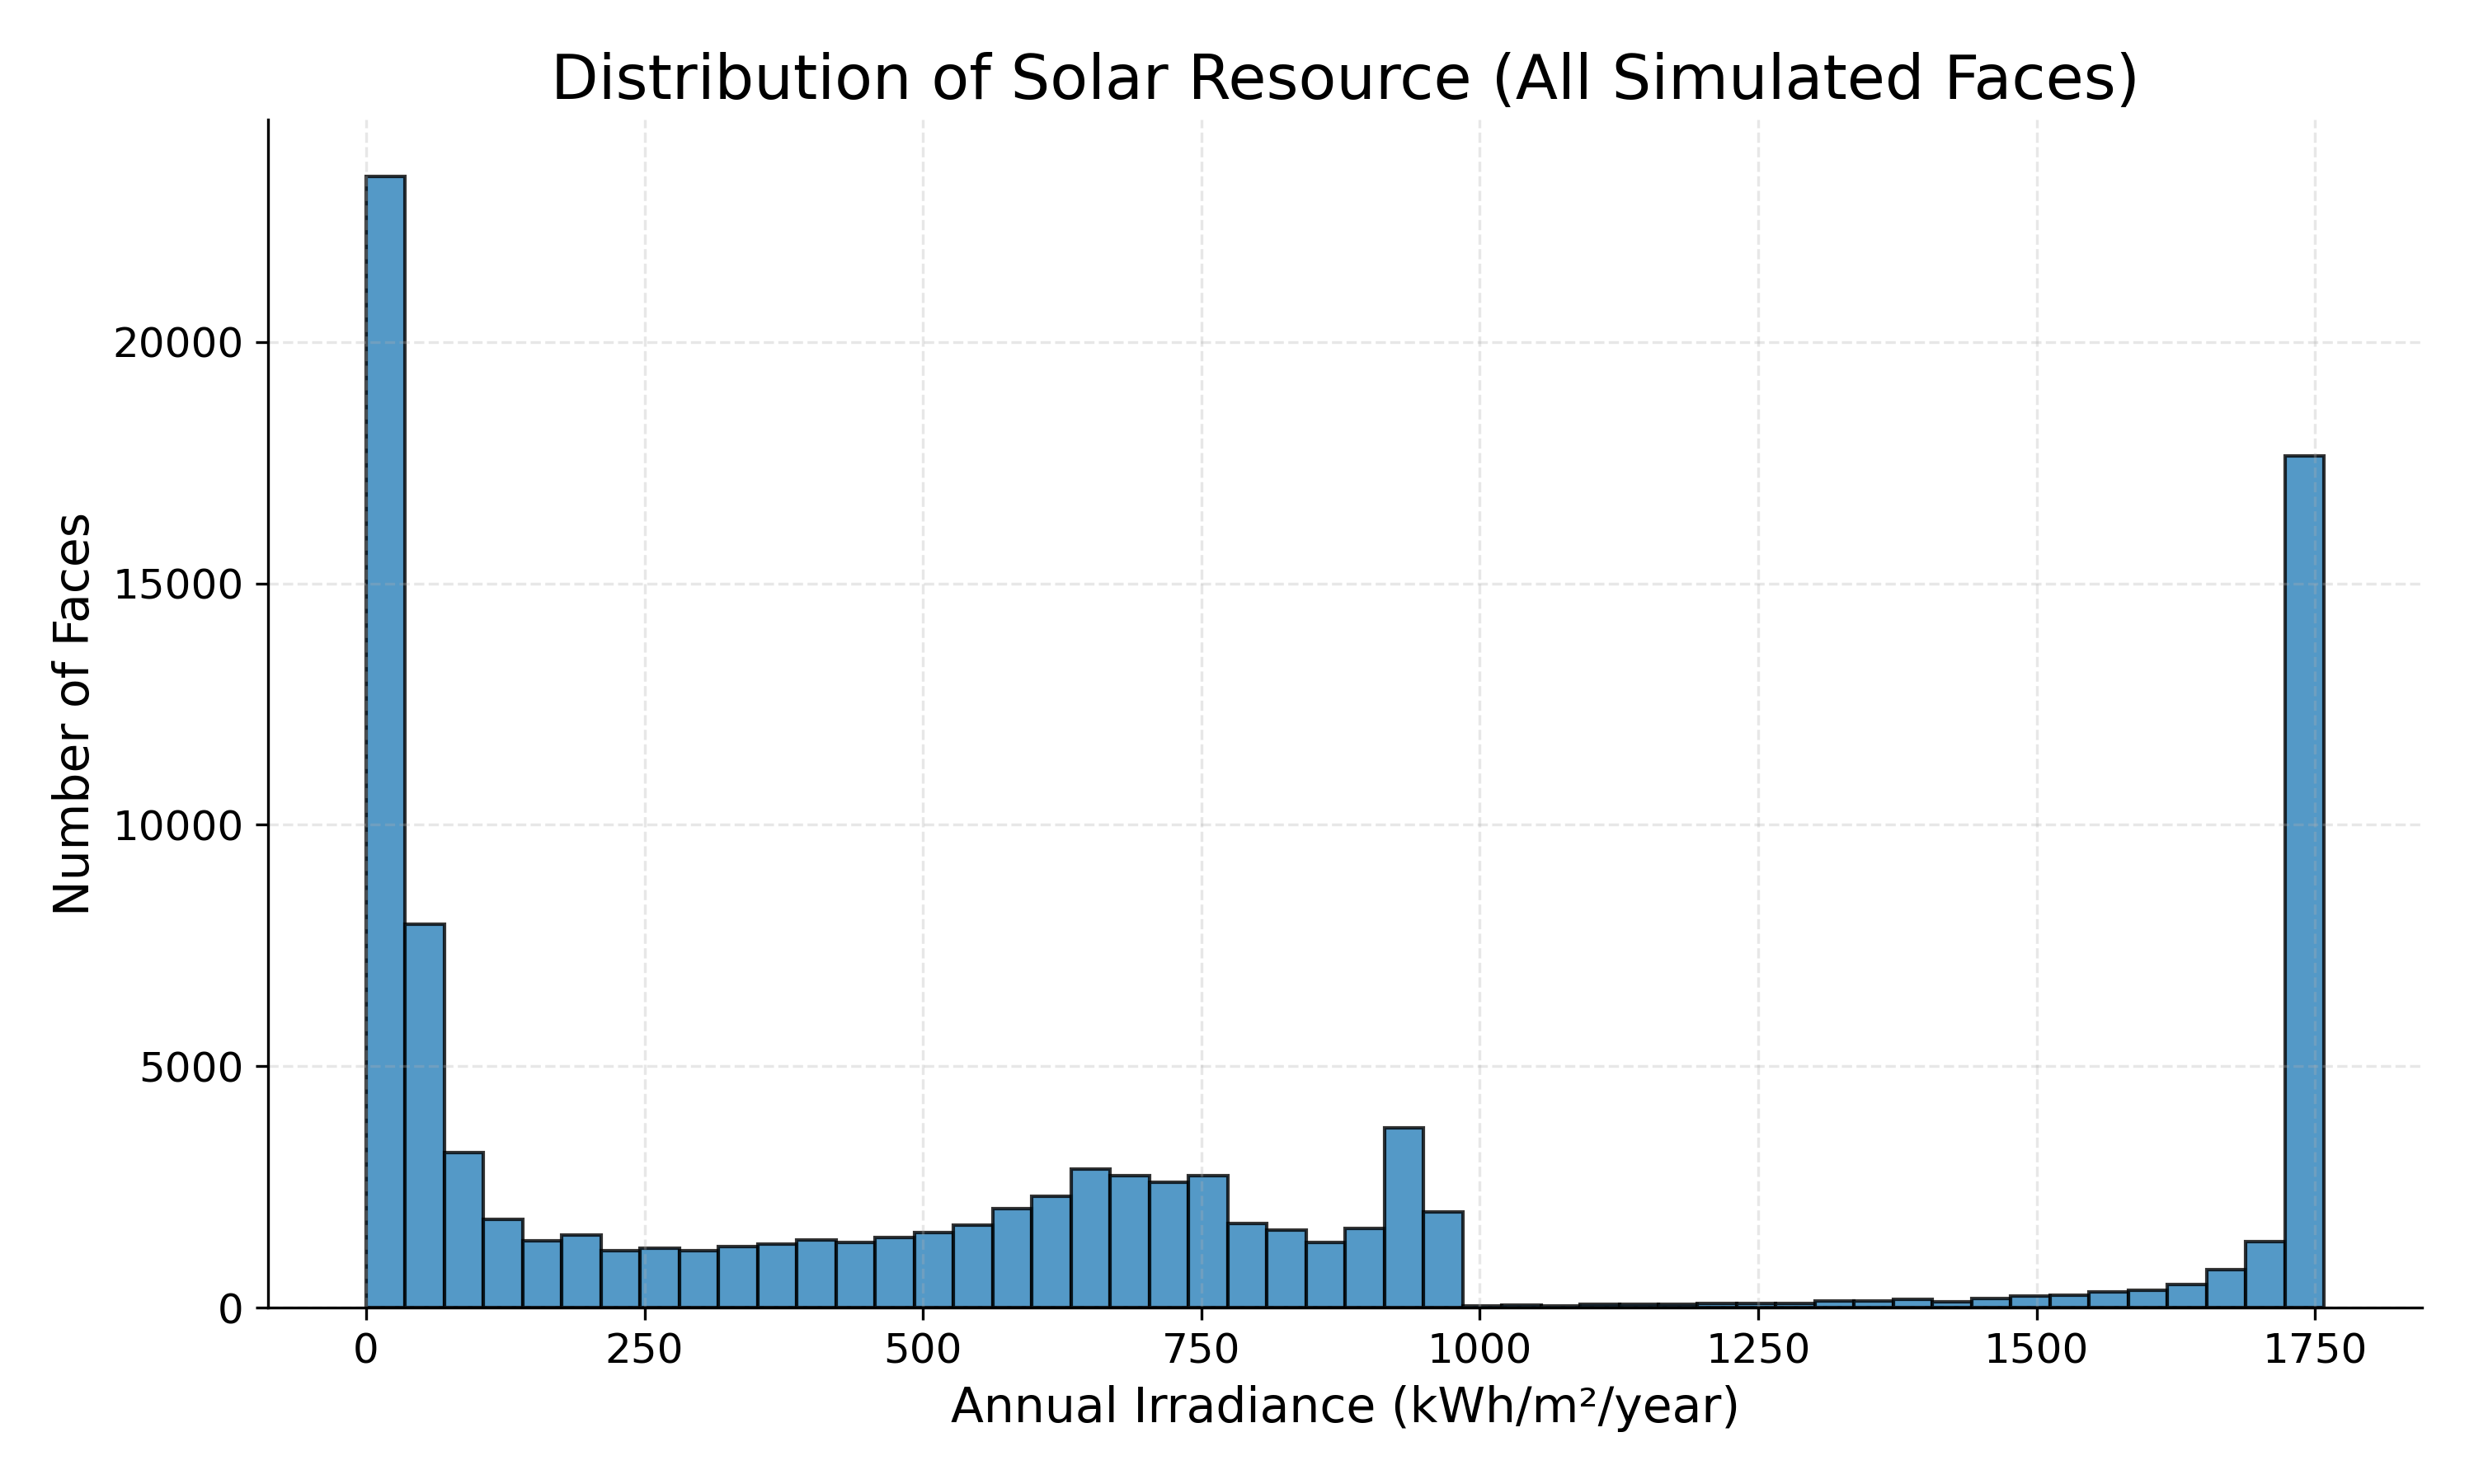 Distribution of Solar Resource (All Simulated Faces)
Number of Faces
20000
15000
10000
5000
0
0 250 500 750 1000 1250 1500 1750
Annual Irradiance (kWh/m²/year)